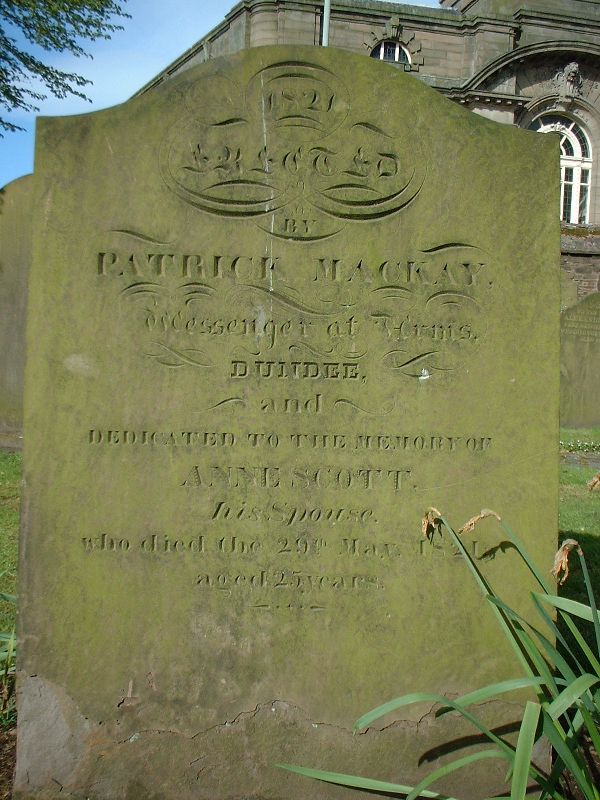 1821
ERECTED
BY
PATRICK MACKAY.
Messenger at Arms.
DUNDEE,
and
DEDICATED TO THE MEMORY OF
ANNE SCOTT.
his Spouse.
who died the 29th May. 1821.
aged 25 years.